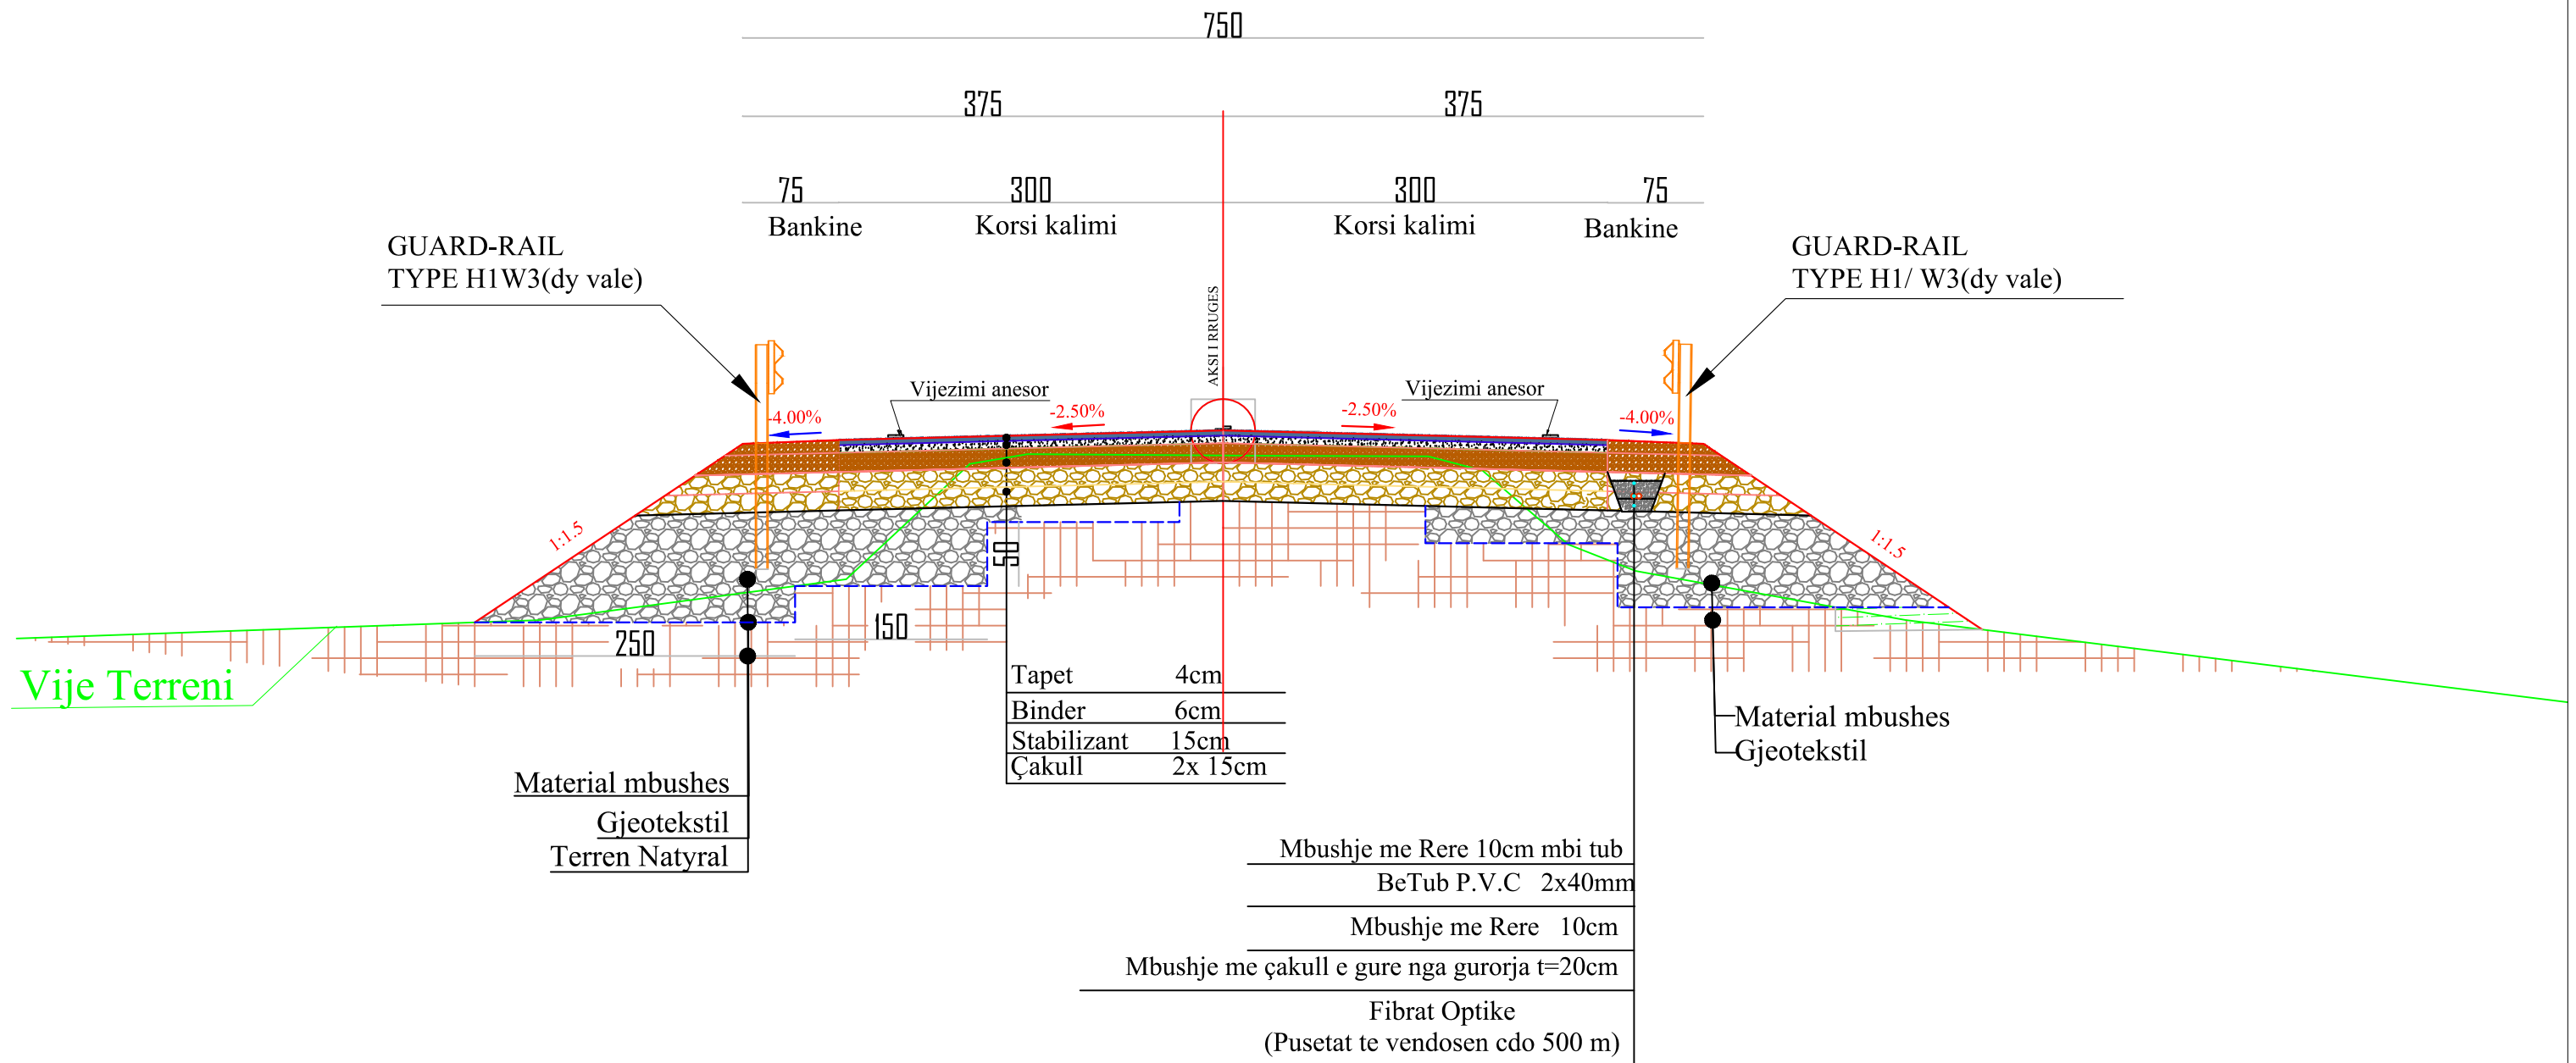 750
375 375
75 300 300 75
Bankine Korsi kalimi Korsi kalimi Bankine
GUARD-RAIL
TYPE H1W3(dy vale)
GUARD-RAIL
TYPE H1/ W3(dy vale)
AKSI I RRUGES
Vijezimi anesor
Vijezimi anesor
-4.00% -2.50% -2.50% -4.00%
1:1.5
1:1.5
50
150
250
Vije Terreni
Tapet 4cm
Binder 6cm
Stabilizant 15cm
Çakull 2x 15cm
Material mbushes
Gjeotekstil
Material mbushes
Gjeotekstil
Terren Natyral
Mbushje me Rere 10cm mbi tub
BeTub P.V.C 2x40mm
Mbushje me Rere 10cm
Mbushje me çakull e gure nga gurorja t=20cm
Fibrat Optike
(Pusetat te vendosen cdo 500 m)